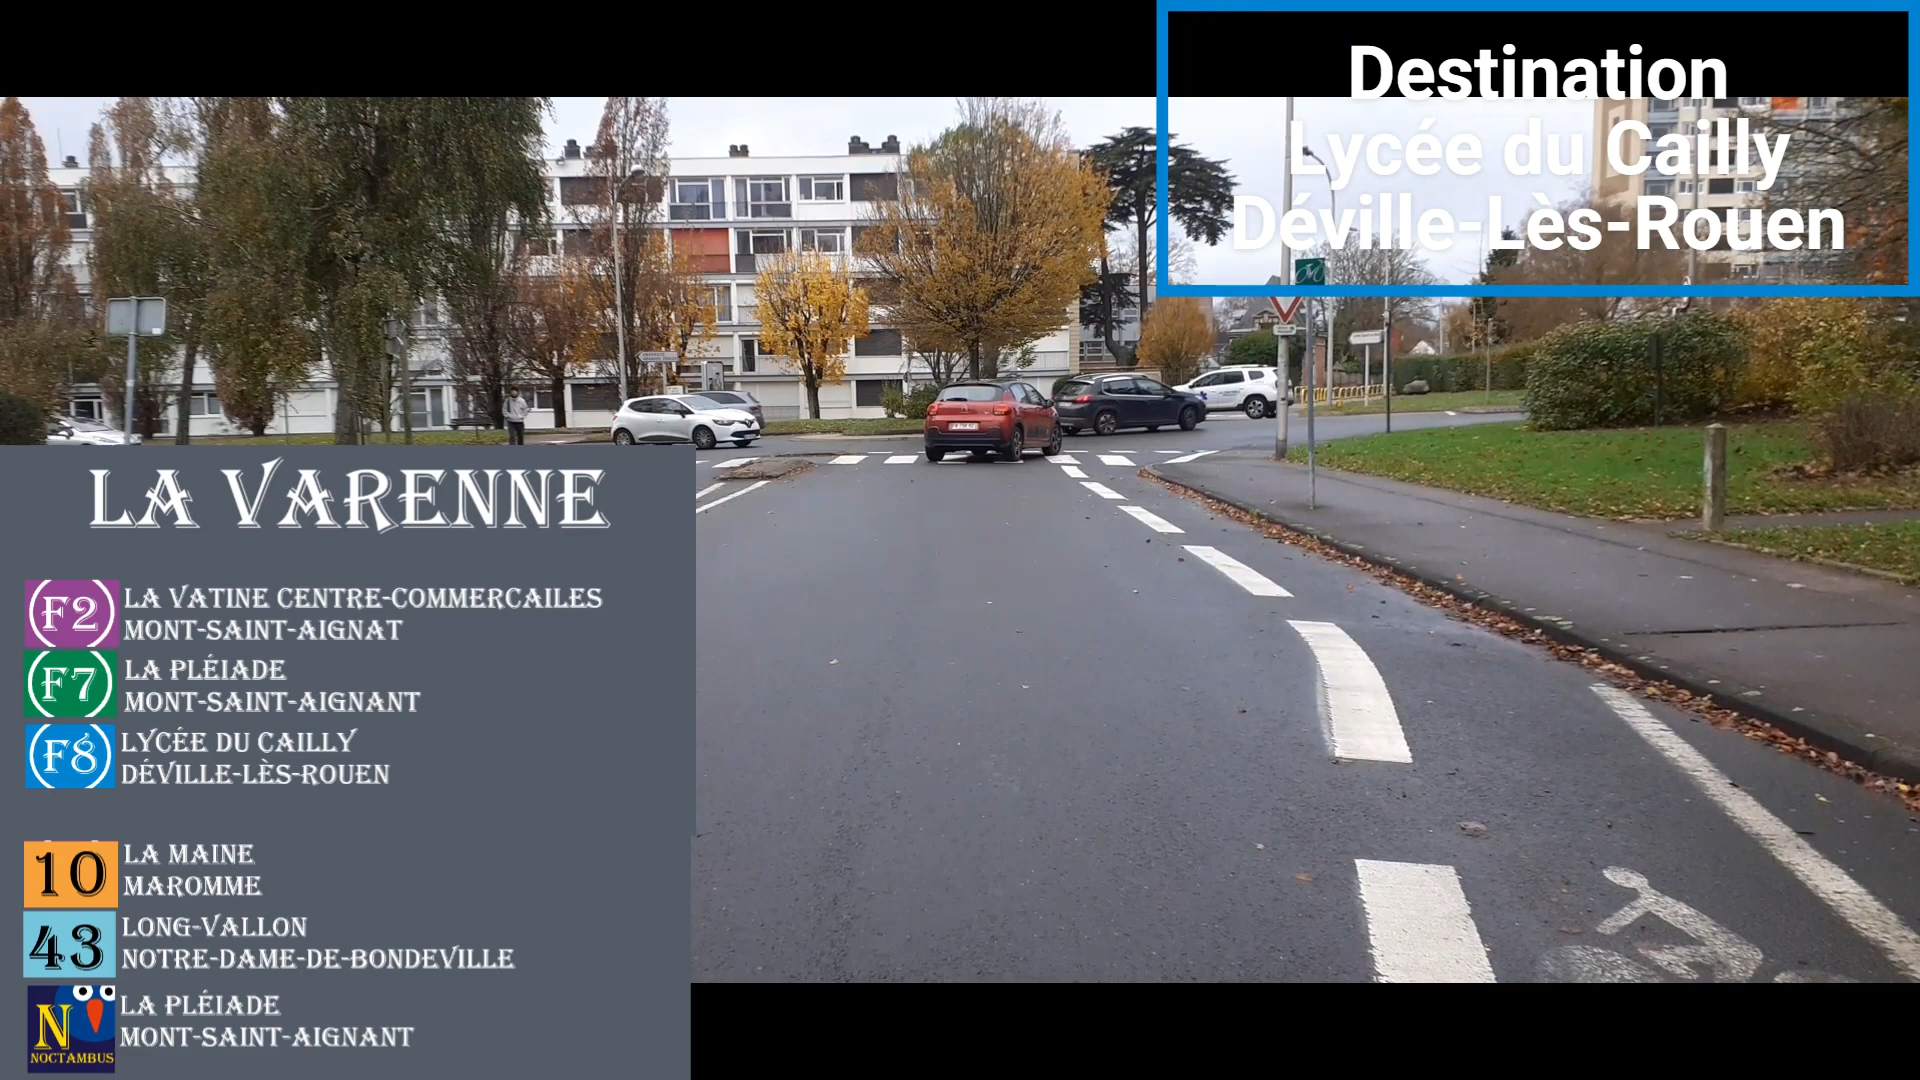 Destination
Lycée du Cailly
Déville-Lès-Rouen
LA VARENNE
F2
LA VATINE CENTRE-COMMERCAILES
MONT-SAINT-AIGNAT
F7
LA PLÉIADE
MONT-SAINT-AIGNANT
F8
LYCÉE DU CAILLY
DÉVILLE-LÈS-ROUEN
10
LA MAINE
MAROMME
43
LONG-VALLON
NOTRE-DAME-DE-BONDEVILLE
N
NOCTAMBUS
LA PLÉIADE
MONT-SAINT-AIGNANT